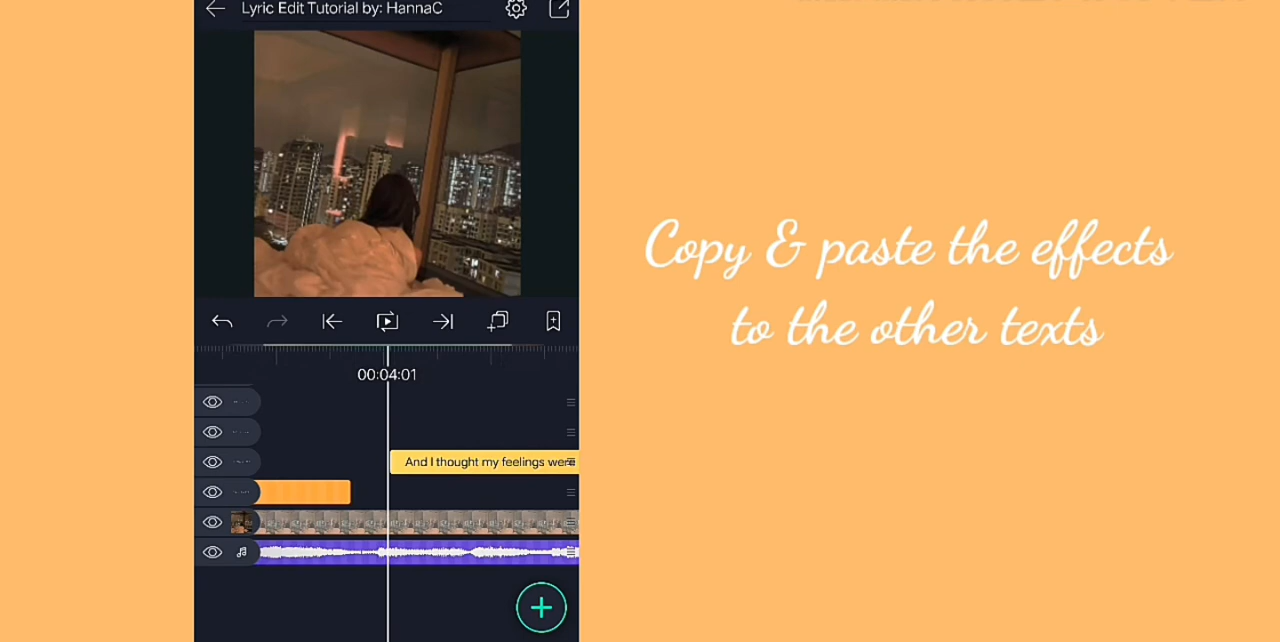 Lyric Edit Tutorial by: HannaC
Copy & paste the effects
to the other texts
00:04:01
And I thought my feelings were